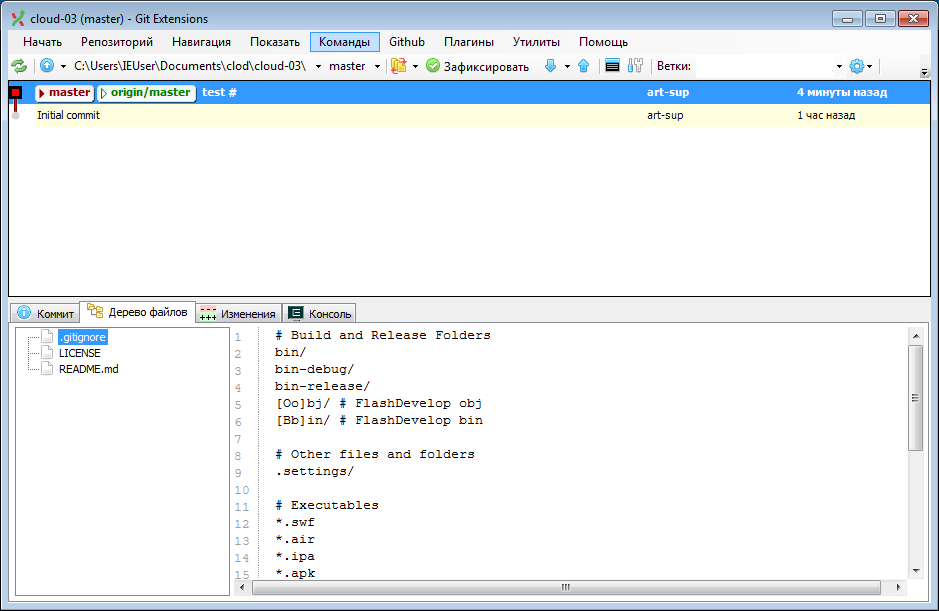 cloud-03 (master) - Git Extensions
Начать Репозиторий Навигация Показать Команды Github Плагины Утилиты Помощь
C:\Users\IEUser\Documents\clod\cloud-03\ master Зафиксировать Ветки:
master origin/master test # art-sup 4 минуты назад
Initial commit art-sup 1 час назад
Коммит Дерево файлов Изменения Консоль
.gitignore
LICENSE
README.md
1 # Build and Release Folders
2 bin/
3 bin-debug/
4 bin-release/
5 [Oo]bj/ # FlashDevelop obj
6 [Bb]in/ # FlashDevelop bin
7
8 # Other files and folders
9 .settings/
10
11 # Executables
12 *.swf
13 *.air
14 *.ipa
15 *.apk